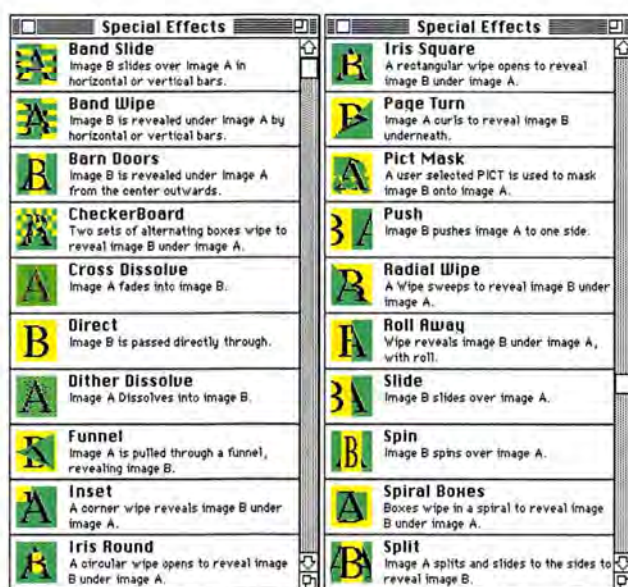 Special Effects
Band Slide
Image B slides over Image A in
horizontal or vertical bars.
Band Wipe
Image B is revealed under Image A by
horizontal or vertical bars.
Barn Doors
Image B is revealed under Image A
from the center outwards.
CheckerBoard
Two sets of alternating boxes wipe to
reveal image B under image A.
Cross Dissolve
Image A fades into image B.
Direct
Image B is passed directly through.
Dither Dissolve
Image A Dissolves into image B.
Funnel
Image A is pulled through a funnel,
revealing image B.
Inset
A corner wipe reveals image B under
image A.
Iris Round
A circular wipe opens to reveal image
B under image A.
Special Effects
Iris Square
A rectangular wipe opens to reveal
image B under image A.
Page Turn
Image A curls to reveal image B
underneath.
Pict Mask
A user selected PICT is used to mask
image B onto image A.
Push
Image B pushes image A to one side.
Radial Wipe
A Wipe sweeps to reveal image B under
image A.
Roll Away
Wipe reveals image B under image A,
with roll.
Slide
Image B slides over image A.
Spin
Image B spins over image A.
Spiral Boxes
Boxes wipe in a spiral to reveal image
B under image A.
Split
Image A splits and slides to the sides to
reveal image B.